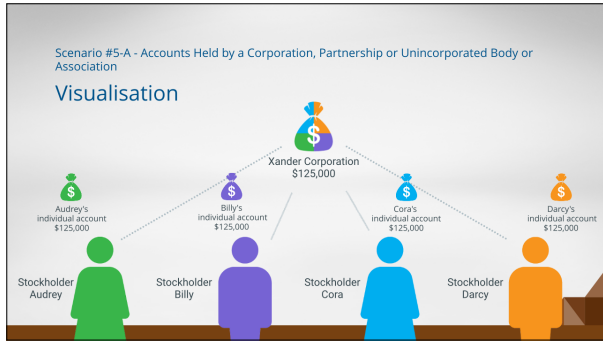 Scenario #5-A - Accounts Held by a Corporation, Partnership or Unincorporated Body or
Association
Visualisation
$
Xander Corporation
$125,000
$
Audrey's
individual account
$125,000
$
Billy's
individual account
$125,000
$
Cora's
individual account
$125,000
$
Darcy's
individual account
$125,000
Stockholder
Audrey
Stockholder
Billy
Stockholder
Cora
Stockholder
Darcy